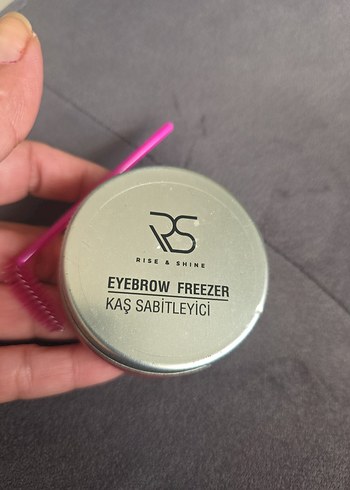 RS
RISE & SHINE
EYEBROW FREEZER
KAŞ SABİTLEYİCİ